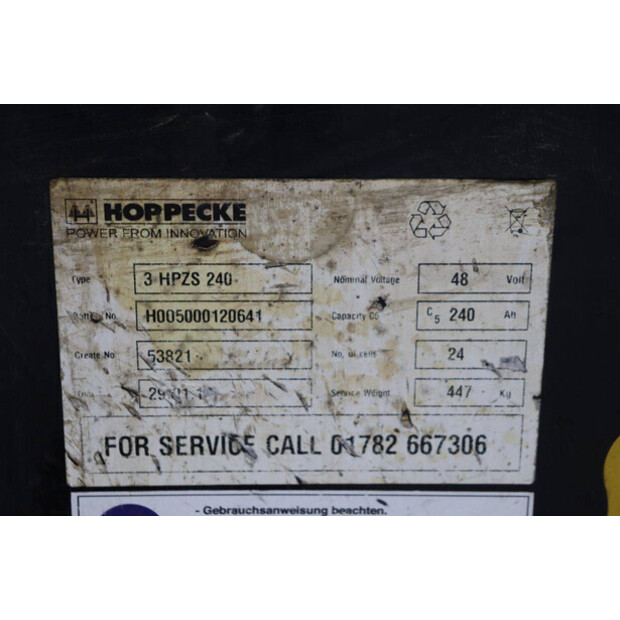 HOPPECKE
POWER FROM INNOVATION
Type 3 HPZS 240 Nominal Voltage 48 Volt
No. H005000120641 Capacity C5 C5 240 Ah
Create No. 53821 No. of cells 24
Service Weight 447 Kg
FOR SERVICE CALL 01782 667306
- Gebrauchsanweisung beachten.